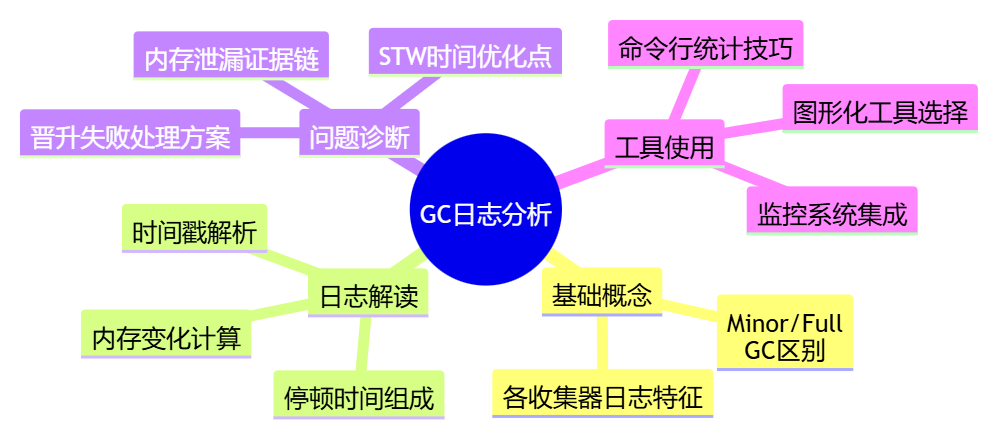 GC日志分析
问题诊断
内存泄漏证据链
STW时间优化点
晋升失败处理方案
工具使用
命令行统计技巧
图形化工具选择
监控系统集成
日志解读
时间戳解析
内存变化计算
停顿时间组成
基础概念
Minor/Full
GC区别
各收集器日志特征